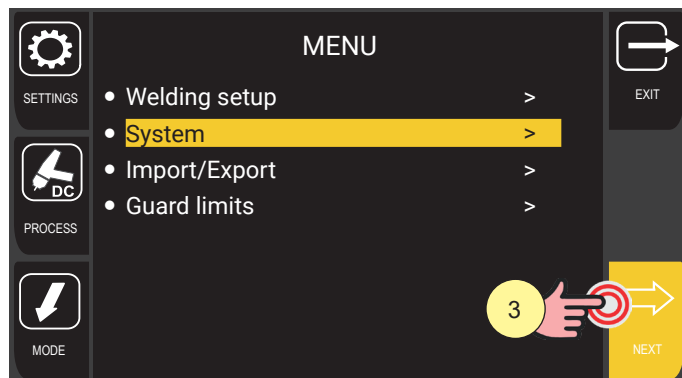 MENU
SETTINGS
EXIT
• Welding setup >
• System >
• Import/Export >
• Guard limits >
DC
PROCESS
MODE
3
NEXT